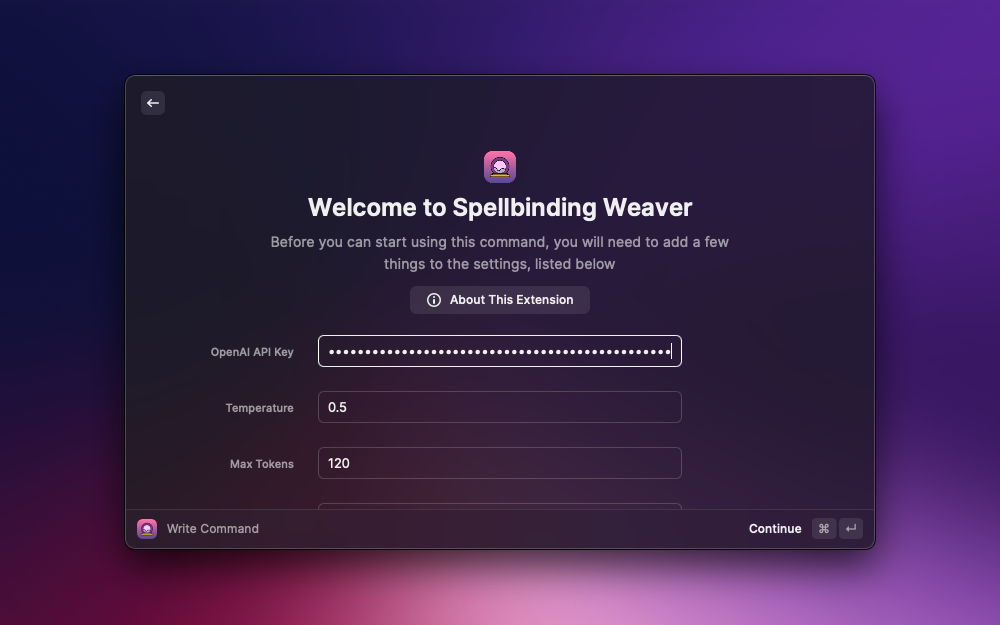 Welcome to Spellbinding Weaver
Before you can start using this command, you will need to add a few
things to the settings, listed below
About This Extension
OpenAI API Key
••••••••••••••••••••••••••••••••••••••••••••••••
Temperature
0.5
Max Tokens
120
Write Command
Continue ⌘ ↵